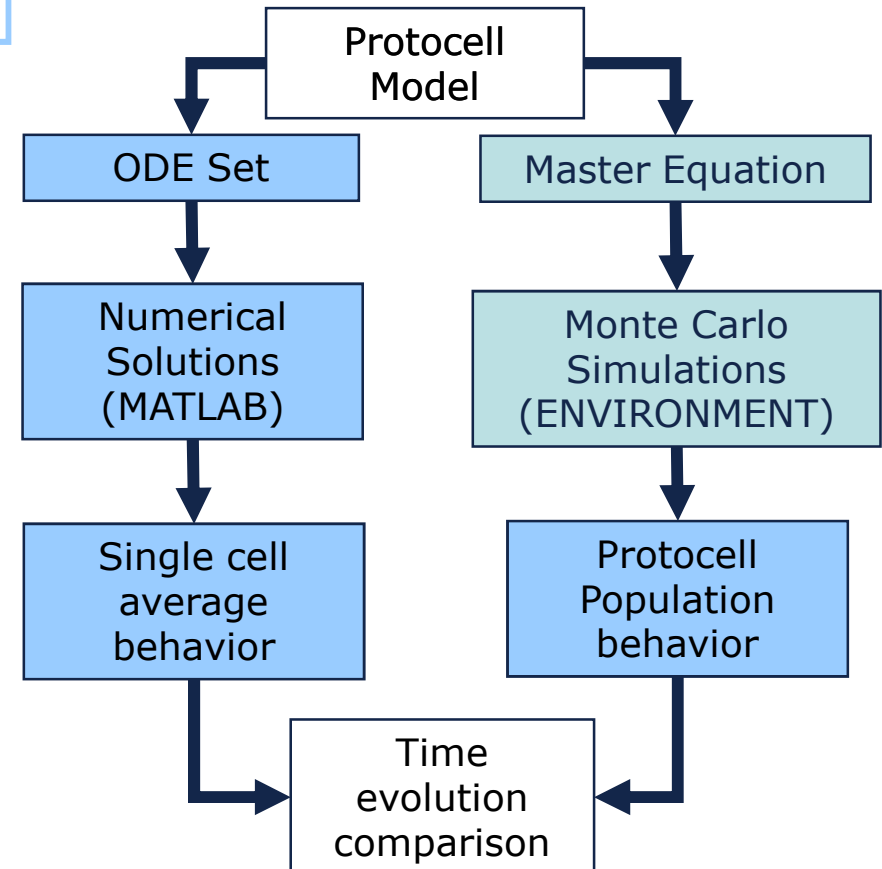 Protocell
Model
ODE Set
Master Equation
Numerical
Solutions
(MATLAB)
Monte Carlo
Simulations
(ENVIRONMENT)
Single cell
average
behavior
Protocell
Population
behavior
Time
evolution
comparison